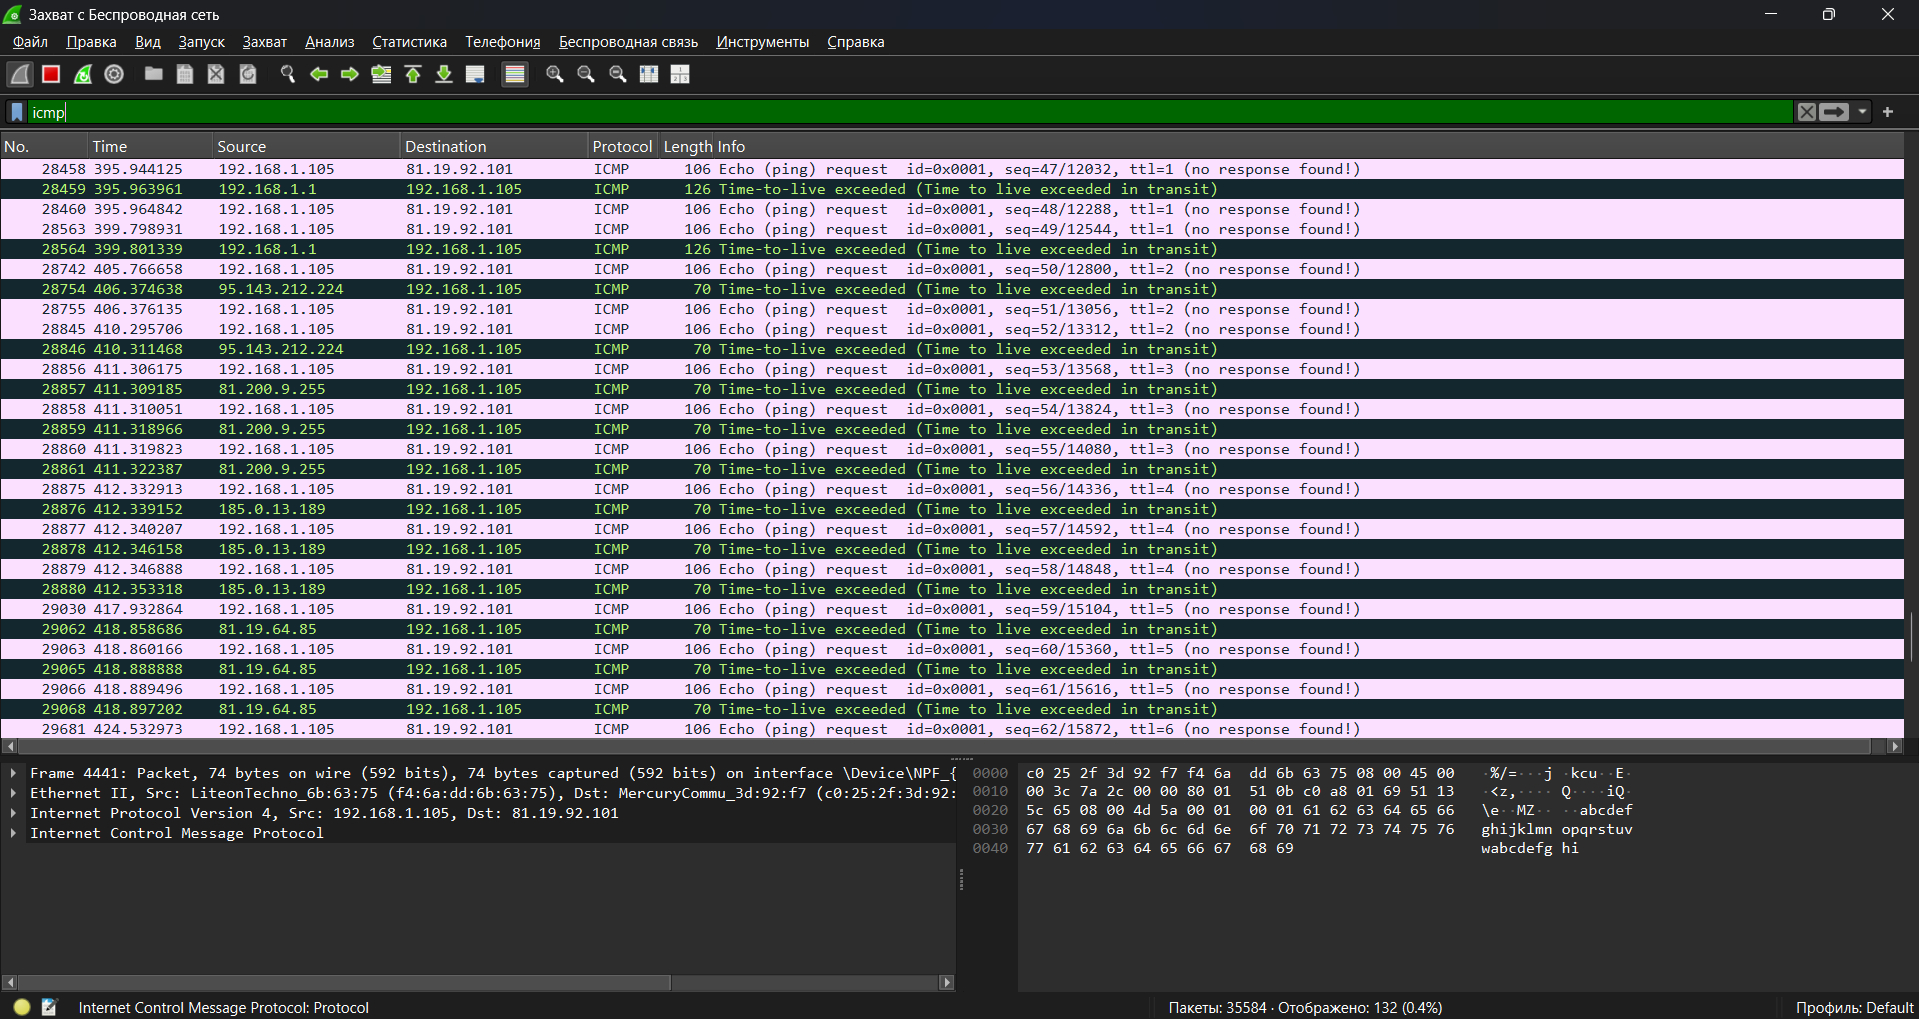 Захват с Беспроводная сеть
Файл Правка Вид Запуск Захват Анализ Статистика Телефония Беспроводная связь Инструменты Справка
icmp
No. Time Source Destination Protocol Length Info
28458 395.944125 192.168.1.105 81.19.92.101 ICMP 106 Echo (ping) request id=0x0001, seq=47/12032, ttl=1 (no response found!)
28459 395.963961 192.168.1.1 192.168.1.105 ICMP 126 Time-to-live exceeded (Time to live exceeded in transit)
28460 395.964842 192.168.1.105 81.19.92.101 ICMP 106 Echo (ping) request id=0x0001, seq=48/12288, ttl=1 (no response found!)
28563 399.798931 192.168.1.105 81.19.92.101 ICMP 106 Echo (ping) request id=0x0001, seq=49/12544, ttl=1 (no response found!)
28564 399.801339 192.168.1.1 192.168.1.105 ICMP 126 Time-to-live exceeded (Time to live exceeded in transit)
28742 405.766658 192.168.1.105 81.19.92.101 ICMP 106 Echo (ping) request id=0x0001, seq=50/12800, ttl=2 (no response found!)
28754 406.374638 95.143.212.224 192.168.1.105 ICMP 70 Time-to-live exceeded (Time to live exceeded in transit)
28755 406.376135 192.168.1.105 81.19.92.101 ICMP 106 Echo (ping) request id=0x0001, seq=51/13056, ttl=2 (no response found!)
28845 410.295706 192.168.1.105 81.19.92.101 ICMP 106 Echo (ping) request id=0x0001, seq=52/13312, ttl=2 (no response found!)
28846 410.311468 95.143.212.224 192.168.1.105 ICMP 70 Time-to-live exceeded (Time to live exceeded in transit)
28856 411.306175 192.168.1.105 81.19.92.101 ICMP 106 Echo (ping) request id=0x0001, seq=53/13568, ttl=3 (no response found!)
28857 411.309185 81.200.9.255 192.168.1.105 ICMP 70 Time-to-live exceeded (Time to live exceeded in transit)
28858 411.310051 192.168.1.105 81.19.92.101 ICMP 106 Echo (ping) request id=0x0001, seq=54/13824, ttl=3 (no response found!)
28859 411.318966 81.200.9.255 192.168.1.105 ICMP 70 Time-to-live exceeded (Time to live exceeded in transit)
28860 411.319823 192.168.1.105 81.19.92.101 ICMP 106 Echo (ping) request id=0x0001, seq=55/14080, ttl=3 (no response found!)
28861 411.322387 81.200.9.255 192.168.1.105 ICMP 70 Time-to-live exceeded (Time to live exceeded in transit)
28875 412.332913 192.168.1.105 81.19.92.101 ICMP 106 Echo (ping) request id=0x0001, seq=56/14336, ttl=4 (no response found!)
28876 412.339152 185.0.13.189 192.168.1.105 ICMP 70 Time-to-live exceeded (Time to live exceeded in transit)
28877 412.340207 192.168.1.105 81.19.92.101 ICMP 106 Echo (ping) request id=0x0001, seq=57/14592, ttl=4 (no response found!)
28878 412.346158 185.0.13.189 192.168.1.105 ICMP 70 Time-to-live exceeded (Time to live exceeded in transit)
28879 412.346888 192.168.1.105 81.19.92.101 ICMP 106 Echo (ping) request id=0x0001, seq=58/14848, ttl=4 (no response found!)
28880 412.353318 185.0.13.189 192.168.1.105 ICMP 70 Time-to-live exceeded (Time to live exceeded in transit)
29030 417.932864 192.168.1.105 81.19.92.101 ICMP 106 Echo (ping) request id=0x0001, seq=59/15104, ttl=5 (no response found!)
29062 418.858686 81.19.64.85 192.168.1.105 ICMP 70 Time-to-live exceeded (Time to live exceeded in transit)
29063 418.860166 192.168.1.105 81.19.92.101 ICMP 106 Echo (ping) request id=0x0001, seq=60/15360, ttl=5 (no response found!)
29065 418.888888 81.19.64.85 192.168.1.105 ICMP 70 Time-to-live exceeded (Time to live exceeded in transit)
29066 418.889496 192.168.1.105 81.19.92.101 ICMP 106 Echo (ping) request id=0x0001, seq=61/15616, ttl=5 (no response found!)
29068 418.897202 81.19.64.85 192.168.1.105 ICMP 70 Time-to-live exceeded (Time to live exceeded in transit)
29681 424.532973 192.168.1.105 81.19.92.101 ICMP 106 Echo (ping) request id=0x0001, seq=62/15872, ttl=6 (no response found!)
Frame 4441: Packet, 74 bytes on wire (592 bits), 74 bytes captured (592 bits) on interface \Device\NPF_{
Ethernet II, Src: LiteonTechno_6b:63:75 (f4:6a:dd:6b:63:75), Dst: MercuryCommu_3d:92:f7 (c0:25:2f:3d:92:
Internet Protocol Version 4, Src: 192.168.1.105, Dst: 81.19.92.101
Internet Control Message Protocol
0000 c0 25 2f 3d 92 f7 f4 6a dd 6b 63 75 08 00 45 00 ·%/=···j ·kcu··E·
0010 00 3c 7a 2c 00 00 80 01 51 0b c0 a8 01 69 51 13 ·<z,···· Q····iQ·
0020 5c 65 08 00 4d 5a 00 01 00 01 61 62 63 64 65 66 \e··MZ·· ··abcdef
0030 67 68 69 6a 6b 6c 6d 6e 6f 70 71 72 73 74 75 76 ghijklmn opqrstuv
0040 77 61 62 63 64 65 66 67 68 69 wabcdefg hi
Internet Control Message Protocol: Protocol
Пакеты: 35584 · Отображено: 132 (0.4%)
Профиль: Default